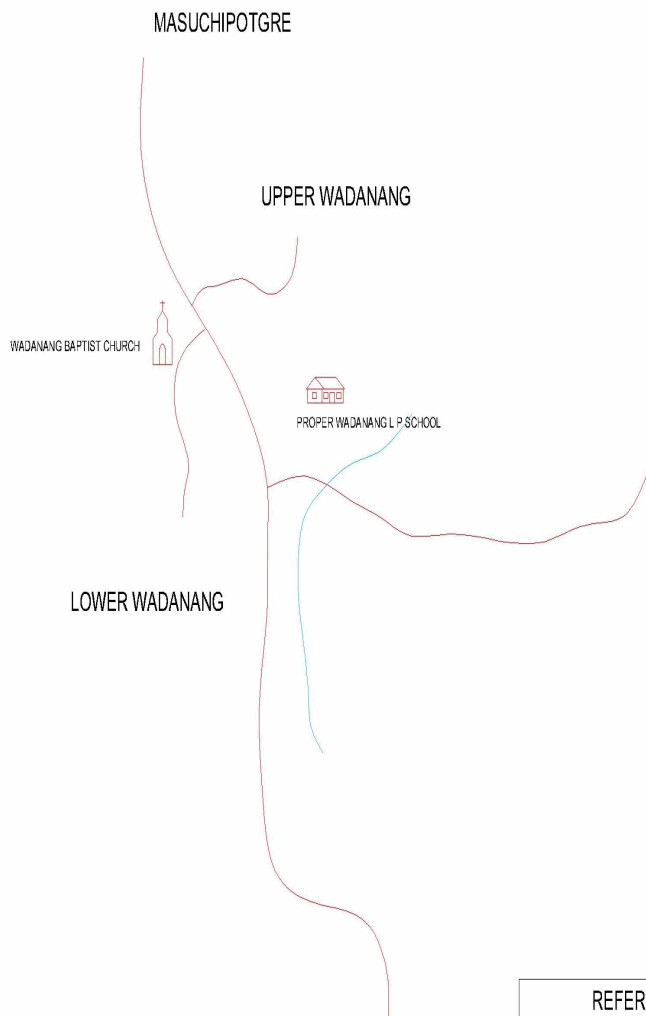 MASUCHIPOTGRE
UPPER WADANANG
WADANANG BAPTIST CHURCH
PROPER WADANANG L P SCHOOL
LOWER WADANANG
REFER